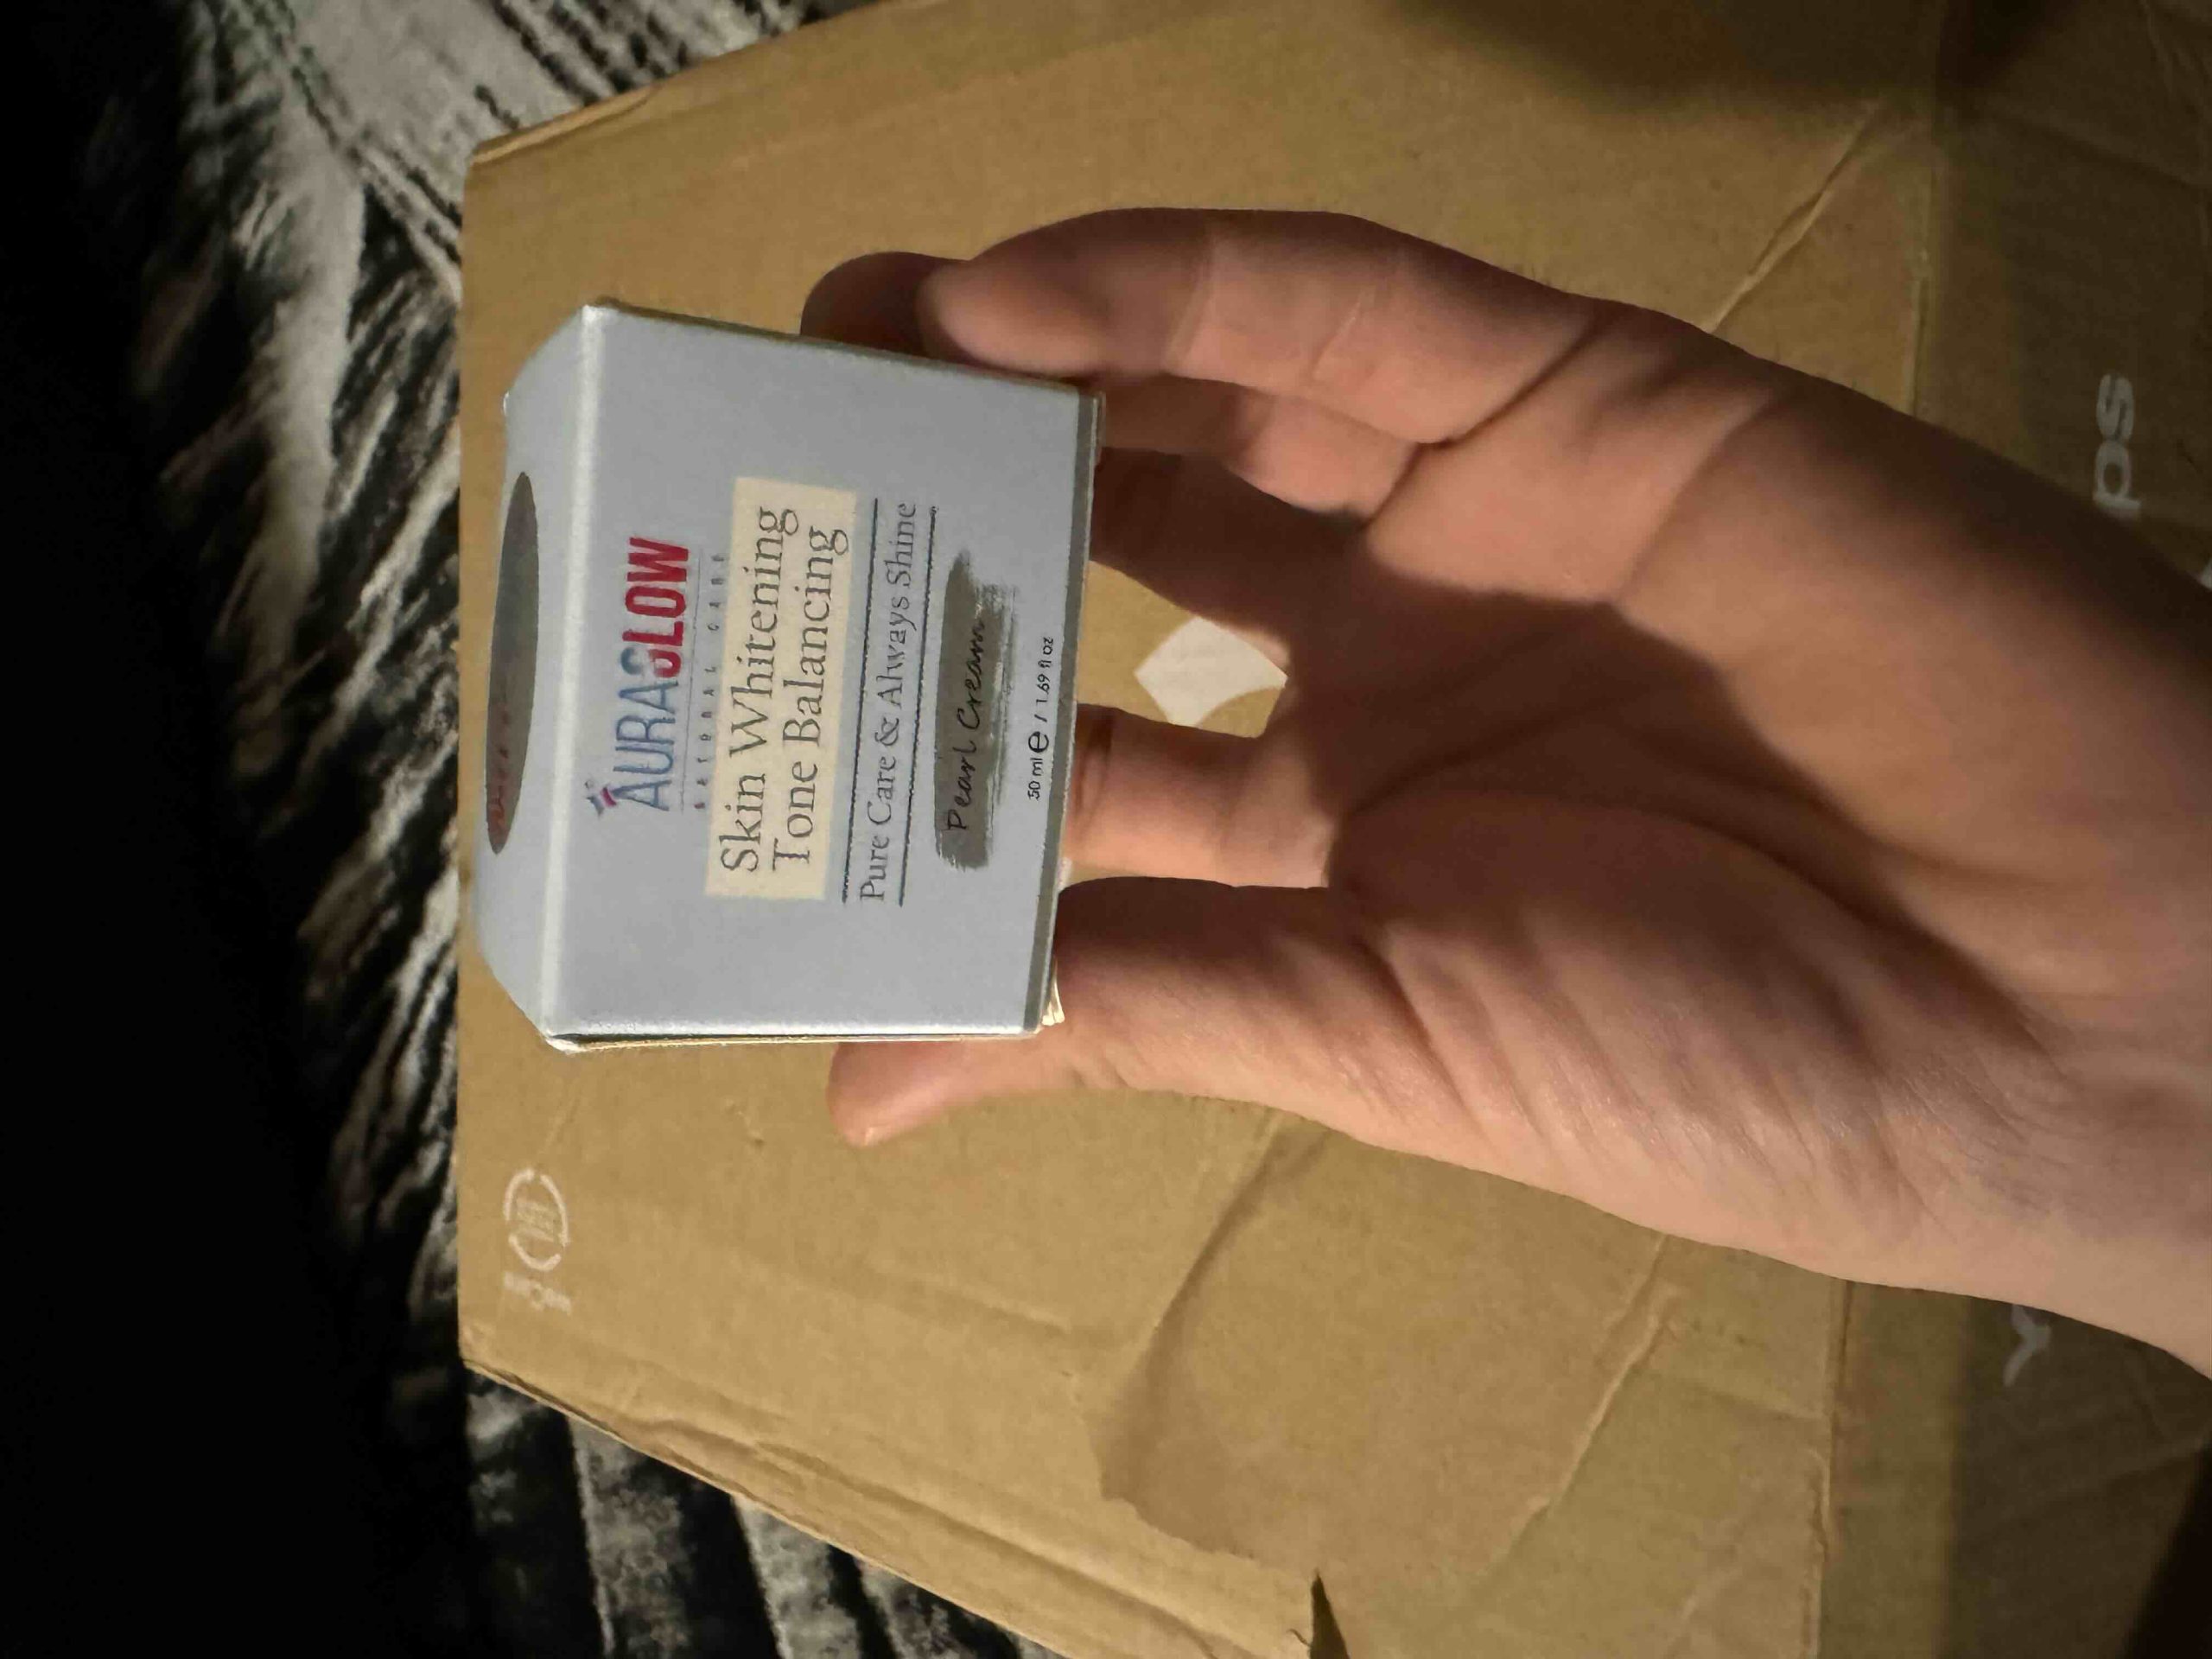 AURAGLOW
NATURAL CARE
Skin Whitening
Tone Balancing
Pure Care & Always Shine
Pearl Cream
50 ml e / 1.69 fl oz